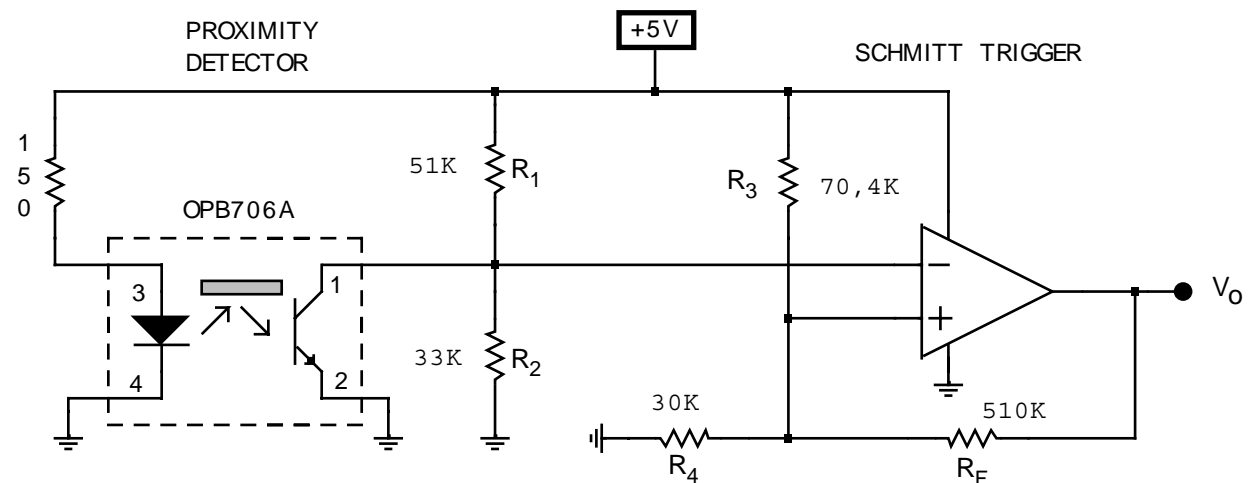 PROXIMITY
DETECTOR
+5V
SCHMITT TRIGGER
1
5
0
51K
R1
R3
70,4K
OPB706A
3
1
4
2
33K
R2
−
+
Vo
30K
R4
510K
RF